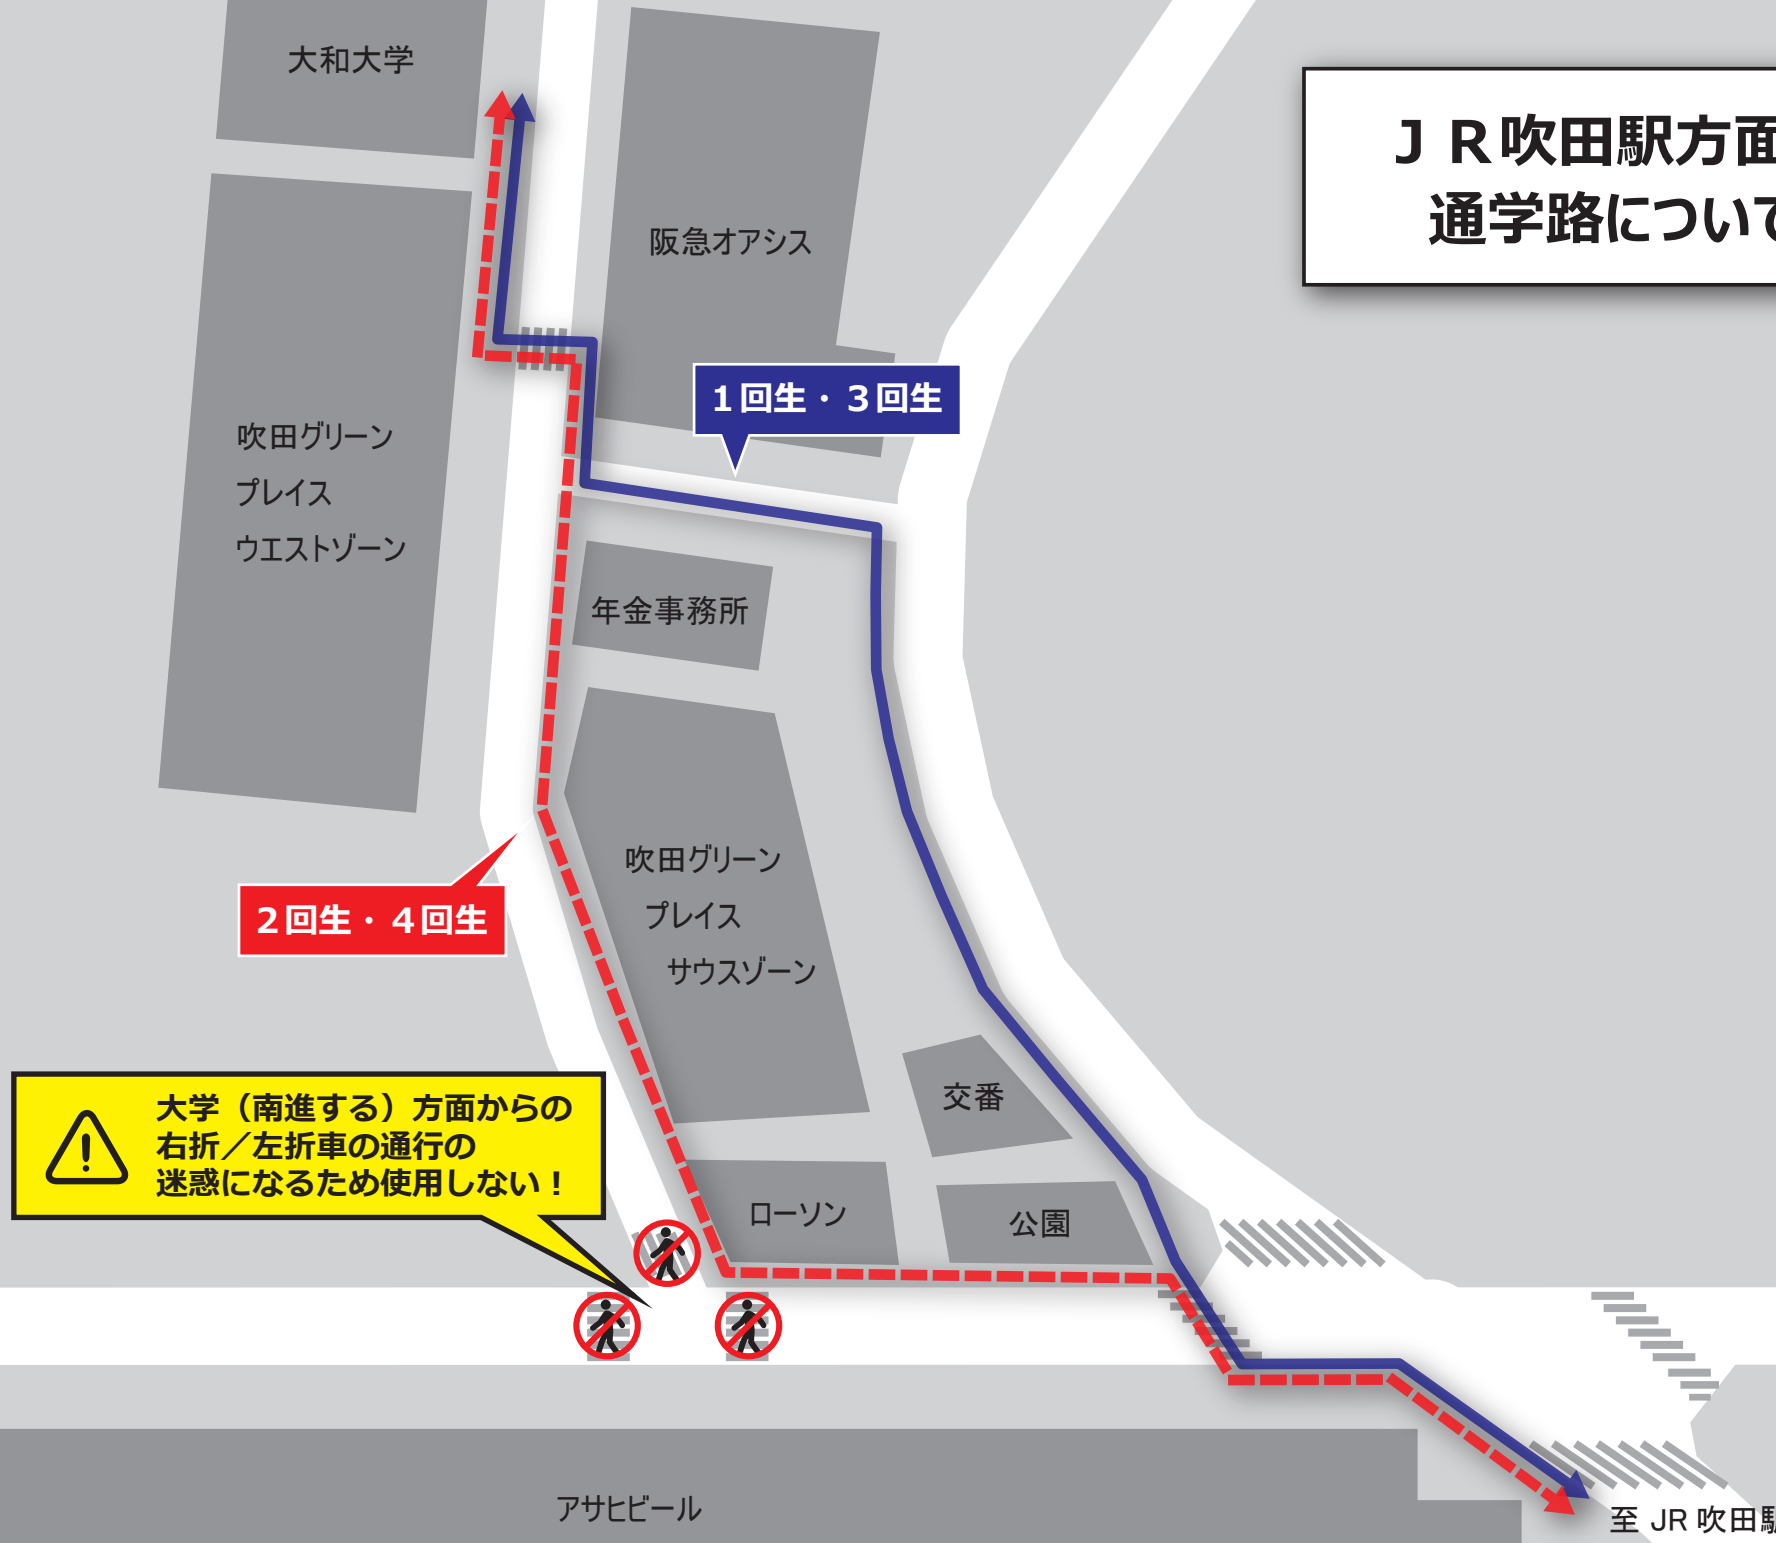 大和大学
JR吹田駅方面
通学路について
阪急オアシス
1回生・3回生
吹田グリーン
プレイス
ウエストゾーン
年金事務所
吹田グリーン
プレイス
サウスゾーン
2回生・4回生
大学（南進する）方面からの
右折／左折車の通行の
迷惑になるため使用しない！
交番
ローソン
公園
アサヒビール
至 JR 吹田駅